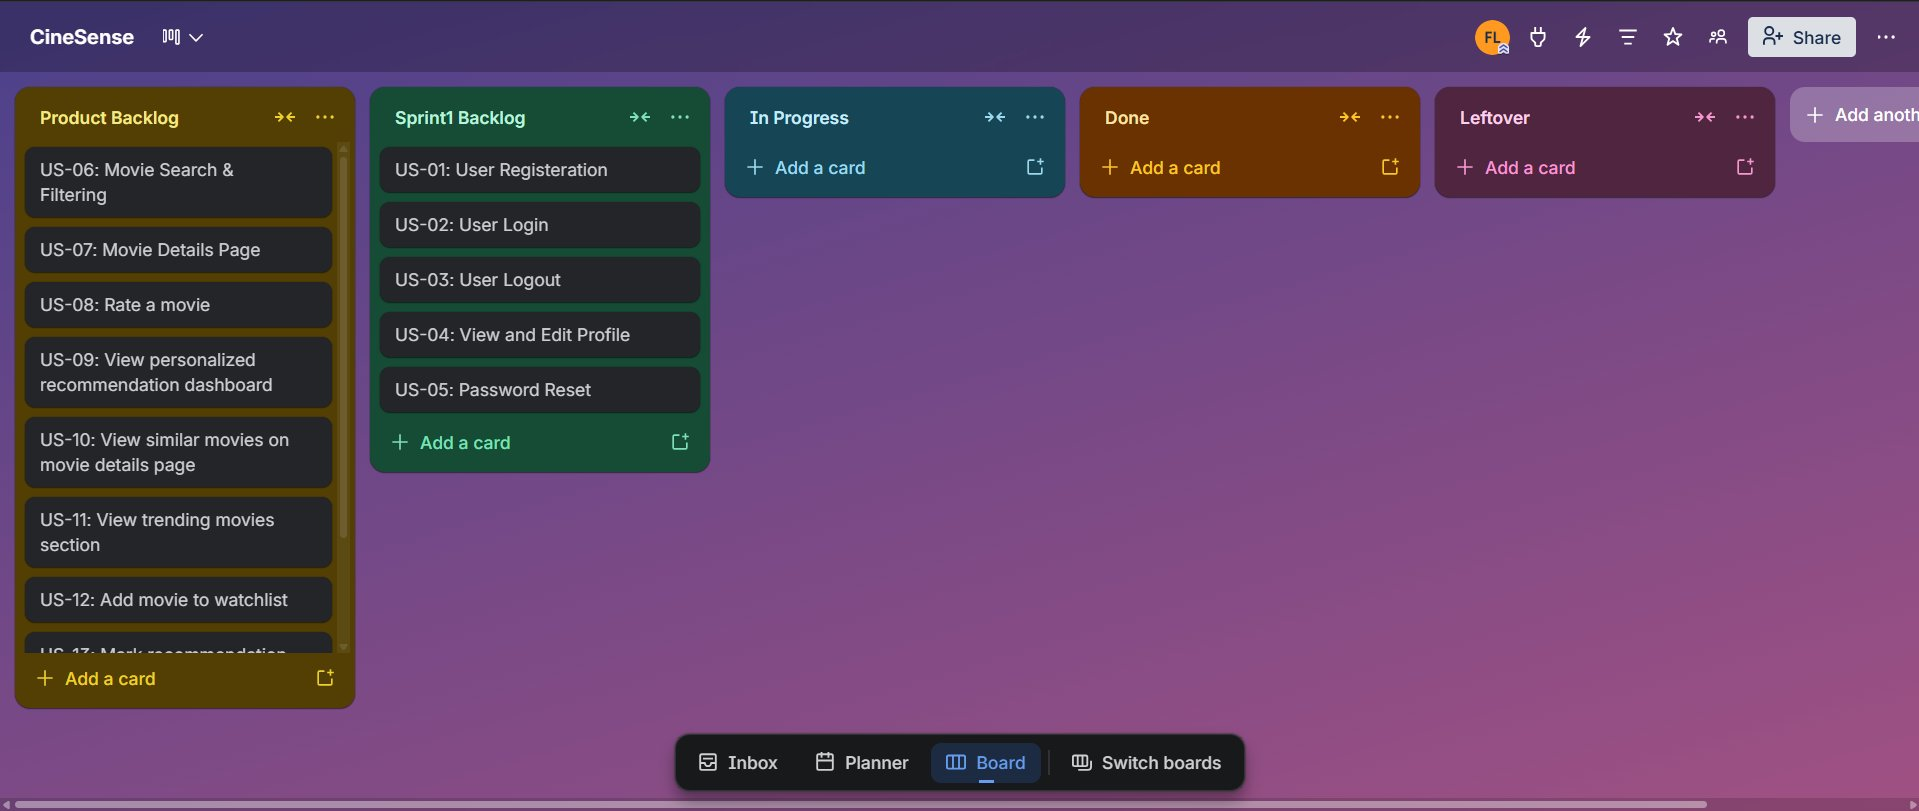 CineSense
FL
Share
Product Backlog
US-06: Movie Search &
Filtering
US-07: Movie Details Page
US-08: Rate a movie
US-09: View personalized
recommendation dashboard
US-10: View similar movies on
movie details page
US-11: View trending movies
section
US-12: Add movie to watchlist
US-13: Mark recommendation
Add a card
Sprint1 Backlog
US-01: User Registeration
US-02: User Login
US-03: User Logout
US-04: View and Edit Profile
US-05: Password Reset
Add a card
In Progress
Add a card
Done
Add a card
Leftover
Add a card
Add anoth
Inbox
Planner
Board
Switch boards